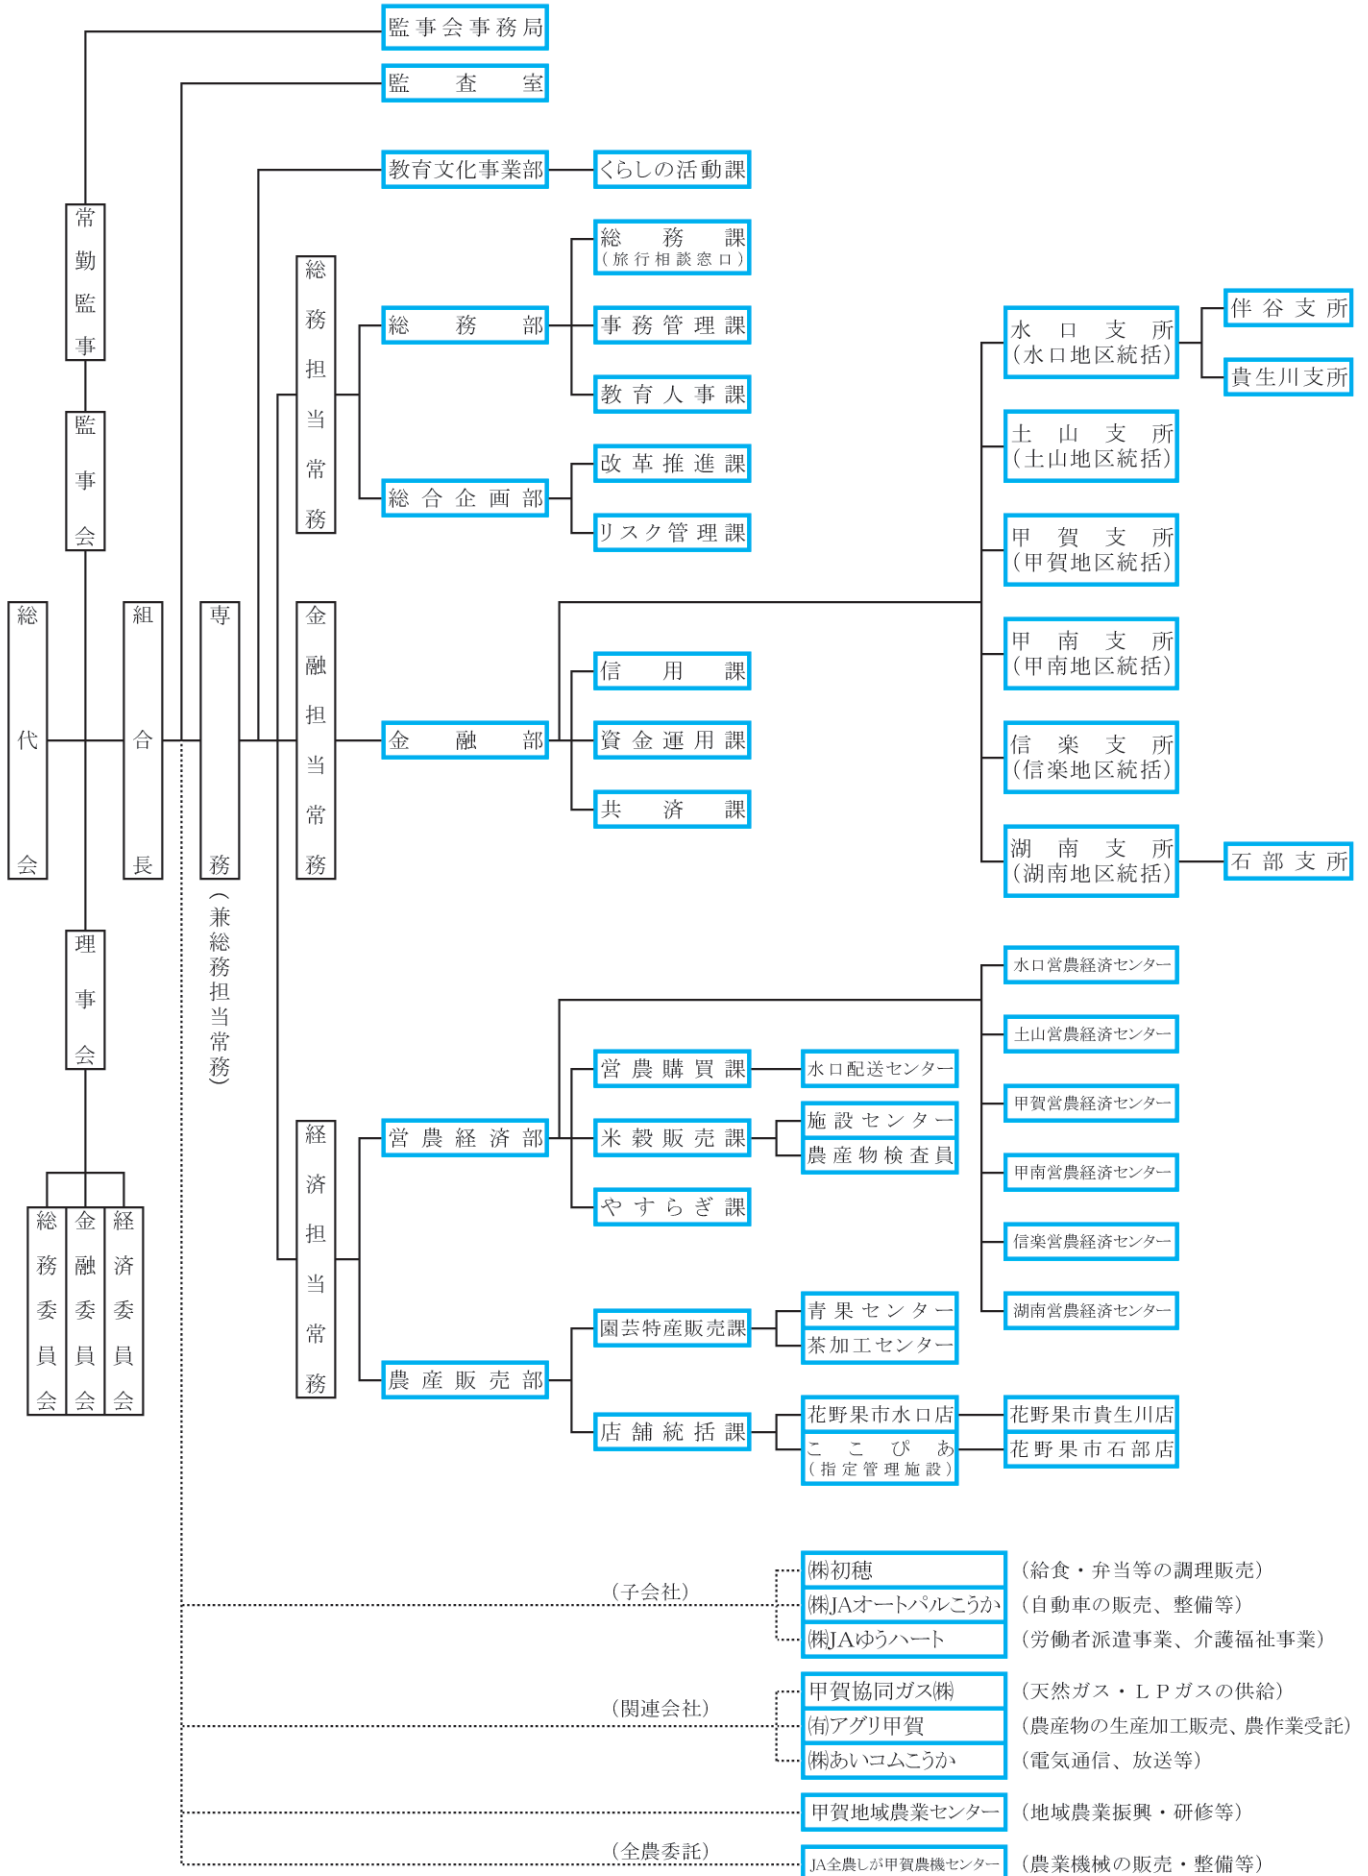 監事会事務局
監査室
教育文化事業部
くらしの活動課
常勤監事
監事会
総代会
組合長
専務
(兼総務担当常務)
理事会
総務委員会
金融委員会
経済委員会
総務担当常務
総務部
総務課
(旅行相談窓口)
事務管理課
教育人事課
総合企画部
改革推進課
リスク管理課
金融担当常務
金融部
信用課
資金運用課
共済課
水口支所
(水口地区統括)
伴谷支所
貴生川支所
土山支所
(土山地区統括)
甲賀支所
(甲賀地区統括)
甲南支所
(甲南地区統括)
信楽支所
(信楽地区統括)
湖南支所
(湖南地区統括)
石部支所
経済担当常務
営農経済部
営農購買課
水口配送センター
米穀販売課
施設センター
農産物検査員
やすらぎ課
水口営農経済センター
土山営農経済センター
甲賀営農経済センター
甲南営農経済センター
信楽営農経済センター
湖南営農経済センター
農産販売部
園芸特産販売課
青果センター
茶加工センター
店舗統括課
花野果市水口店
花野果市貴生川店
ここぴあ
(指定管理施設)
花野果市石部店
(子会社)
㈱初穂
(給食・弁当等の調理販売)
㈱JAオートパルこうか
(自動車の販売、整備等)
㈱JAゆうハート
(労働者派遣事業、介護福祉事業)
(関連会社)
甲賀協同ガス㈱
(天然ガス・ＬＰガスの供給)
㈲アグリ甲賀
(農産物の生産加工販売、農作業受託)
㈱あいコムこうか
(電気通信、放送等)
甲賀地域農業センター
(地域農業振興・研修等)
(全農委託)
JA全農しが甲賀農機センター
(農業機械の販売・整備等)